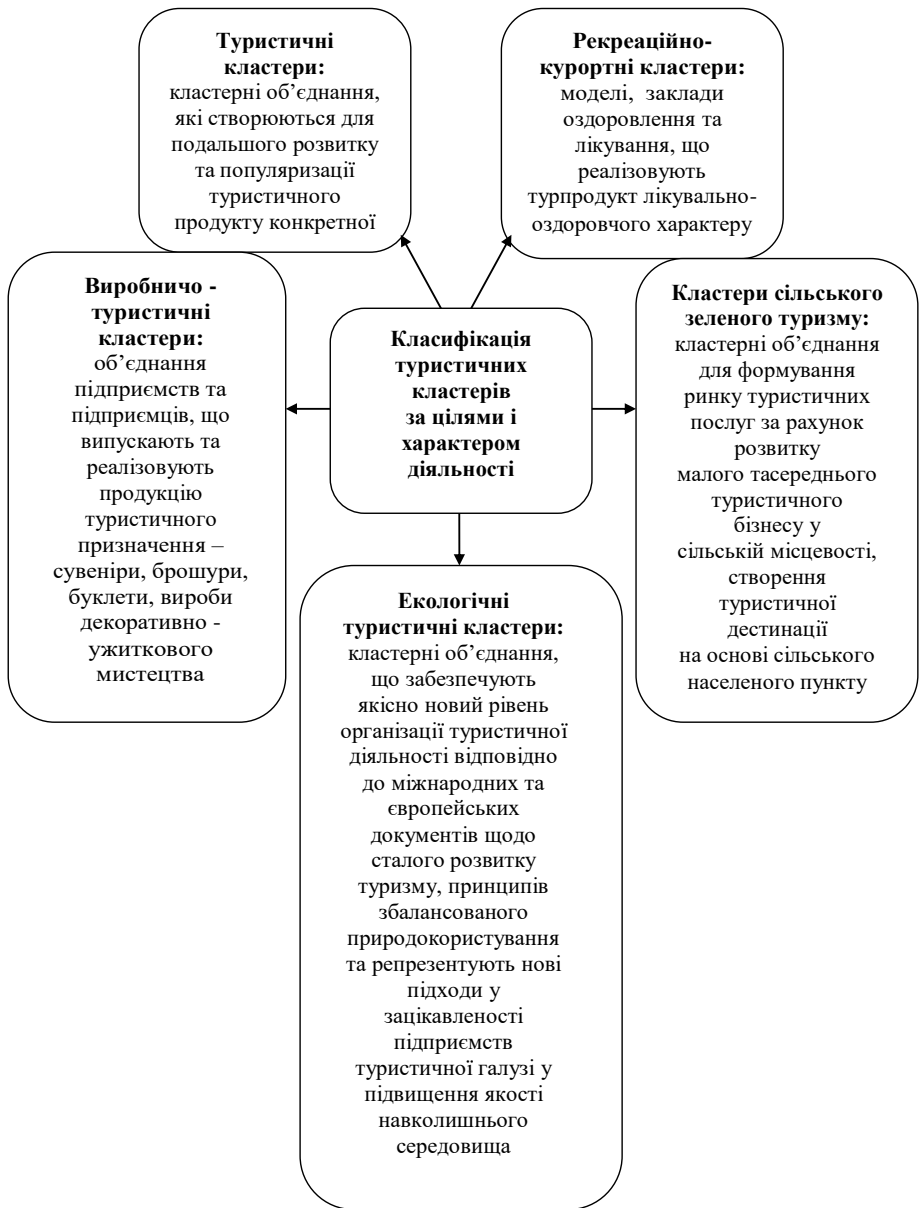 Туристичні
кластери:
кластерні об’єднання,
які створюються для
подальшого розвитку
та популяризації
туристичного
продукту конкретної
Рекреаційно-
курортні кластери:
моделі, заклади
оздоровлення та
лікування, що
реалізовують
турпродукт лікувально-
оздоровчого характеру
Виробничо -
туристичні
кластери:
об’єднання
підприємств та
підприємців, що
випускають та
реалізовують
продукцію
туристичного
призначення –
сувеніри, брошури,
буклети, вироби
декоративно -
ужиткового
мистецтва
Класифікація
туристичних
кластерів
за цілями і
характером
діяльності
Кластери сільського
зеленого туризму:
кластерні об’єднання
для формування
ринку туристичних
послуг за рахунок
розвитку
малого тасереднього
туристичного
бізнесу у
сільській місцевості,
створення
туристичної
дестинації
на основі сільського
населеного пункту
Екологічні
туристичні кластери:
кластерні об’єднання,
що забезпечують
якісно новий рівень
організації туристичної
діяльності відповідно
до міжнародних та
європейських
документів щодо
сталого розвитку
туризму, принципів
збалансованого
природокористування
та репрезентують нові
підходи у
зацікавленості
підприємств
туристичної галузі у
підвищення якості
навколишнього
середовища